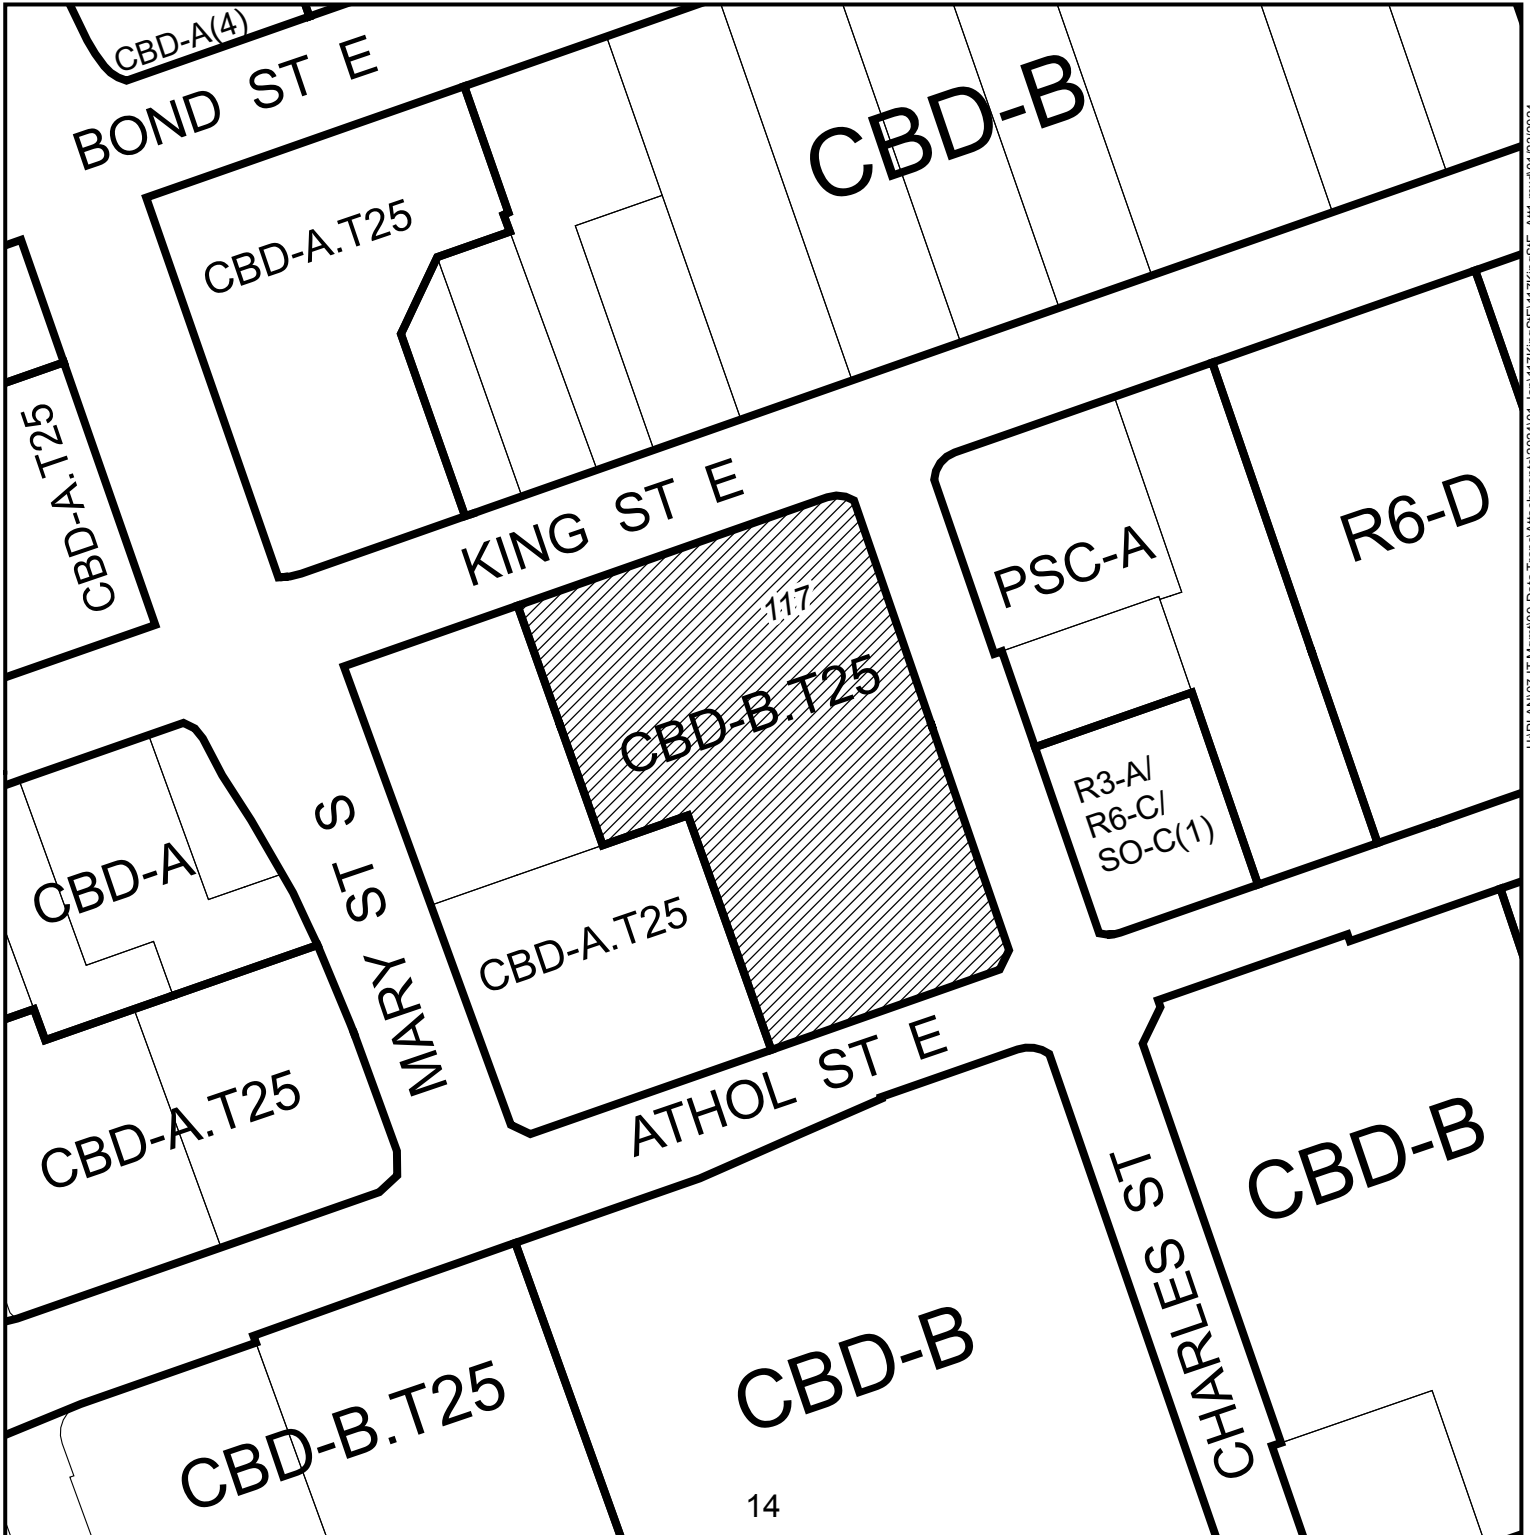 CBD-A(4)
BOND ST E
CBD-B
CBD-A.T25
CBD-A.T25
KING ST E
117
PSC-A
R6-D
CBD-B.T25
R3-A/
R6-C/
SO-C(1)
MARY ST S
CBD-A
CBD-A.T25
ATHOL ST E
CBD-A.T25
CBD-B
CHARLES ST
CBD-B
CBD-B.T25
14